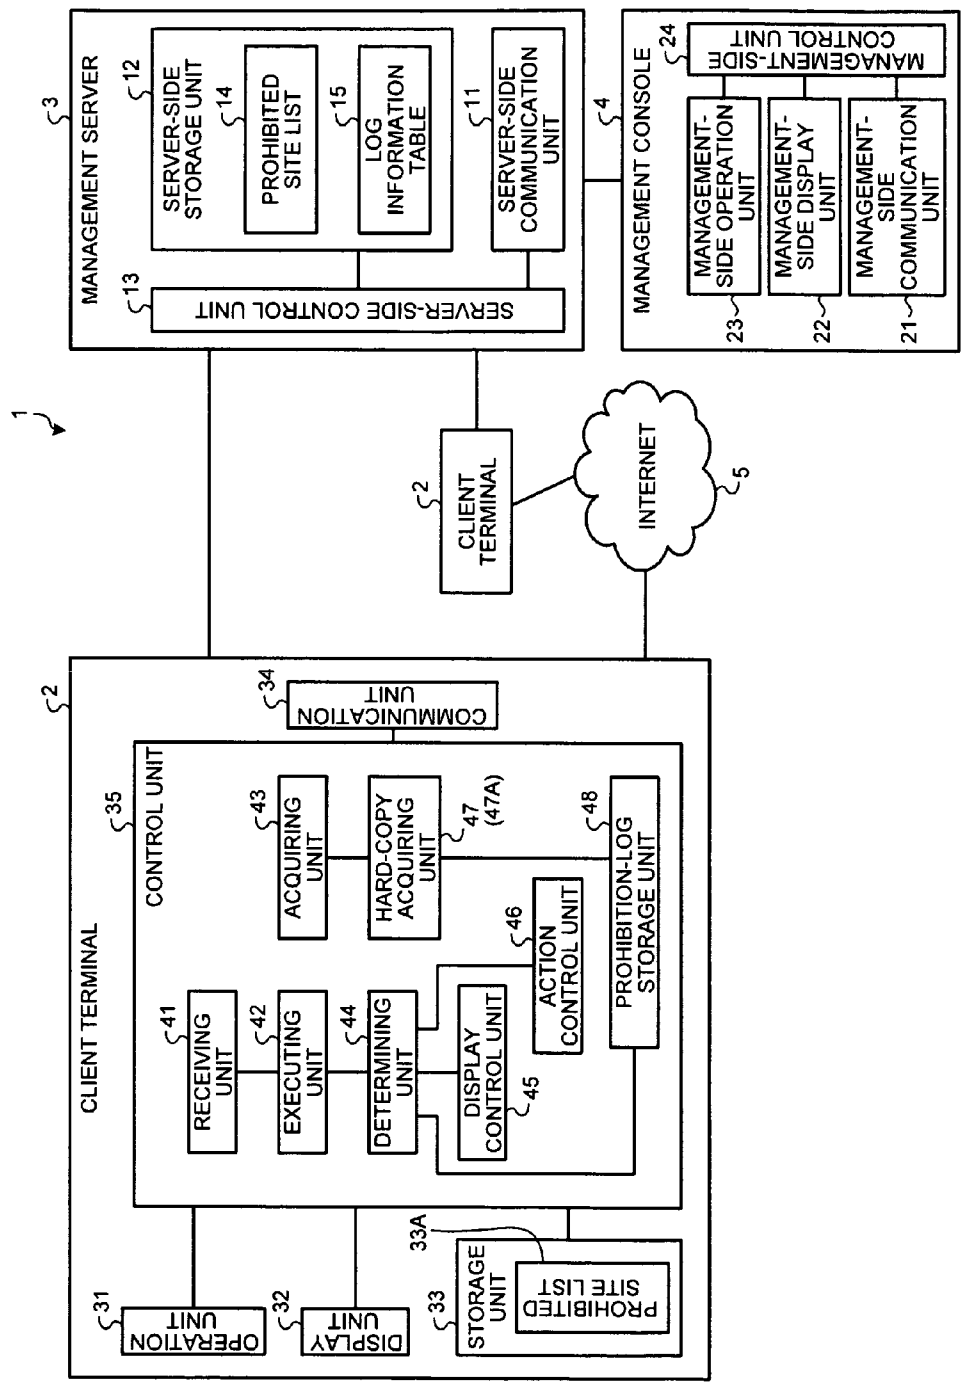 1
CLIENT TERMINAL
2
31
OPERATION
UNIT
32
DISPLAY
UNIT
33
STORAGE
UNIT
33A
PROHIBITED
SITE LIST
35
CONTROL UNIT
41
RECEIVING
UNIT
42
EXECUTING
UNIT
44
DETERMINING
UNIT
DISPLAY
CONTROL UNIT
45
46
ACTION
CONTROL UNIT
43
ACQUIRING
UNIT
HARD-COPY
ACQUIRING
UNIT
47
(47A)
48
PROHIBITION-LOG
STORAGE UNIT
34
COMMUNICATION
UNIT
2
CLIENT
TERMINAL
INTERNET
5
3
MANAGEMENT SERVER
13
SERVER-SIDE CONTROL UNIT
12
SERVER-SIDE
STORAGE UNIT
14
PROHIBITED
SITE LIST
15
LOG
INFORMATION
TABLE
11
SERVER-SIDE
COMMUNICATION
UNIT
4
MANAGEMENT CONSOLE
24
MANAGEMENT-SIDE
CONTROL UNIT
MANAGEMENT-
SIDE OPERATION
UNIT
23
MANAGEMENT-
SIDE DISPLAY
UNIT
22
MANAGEMENT-
SIDE
COMMUNICATION
UNIT
21